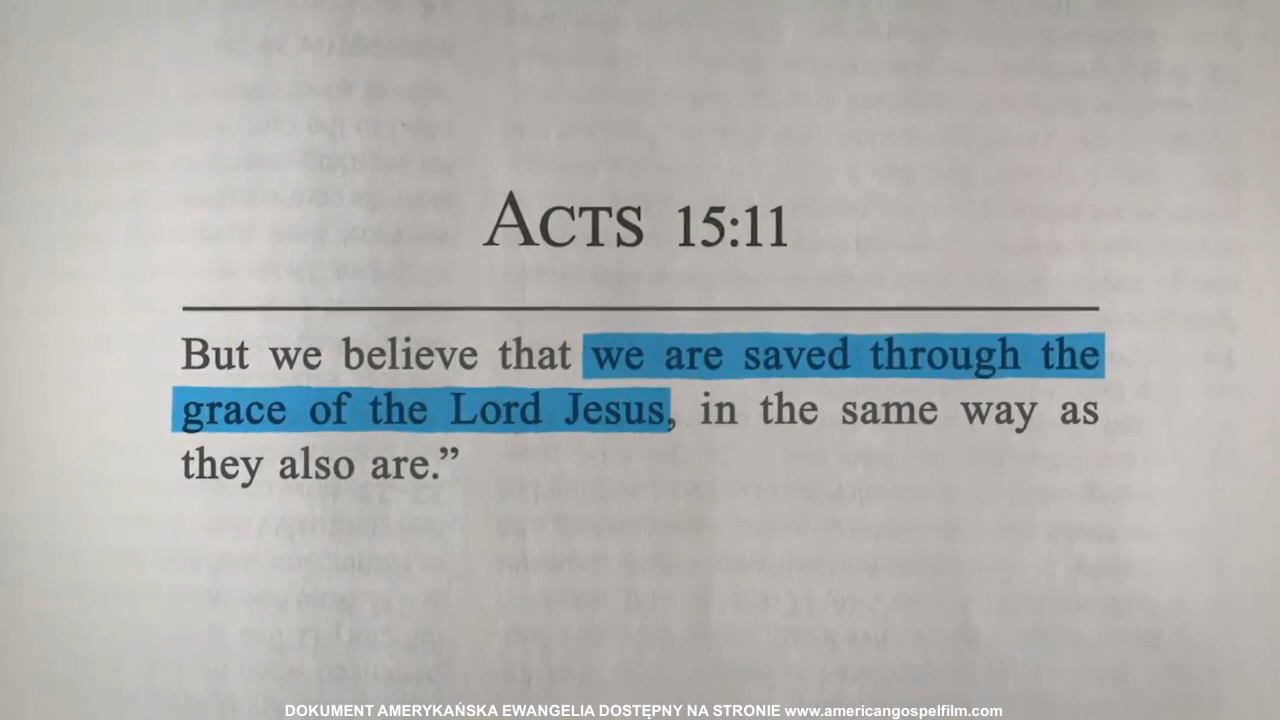 ACTS 15:11
But we believe that we are saved through the
grace of the Lord Jesus, in the same way as
they also are.”
DOKUMENT AMERYKAŃSKA EWANGELIA DOSTĘPNY NA STRONIE www.americangospelfilm.com